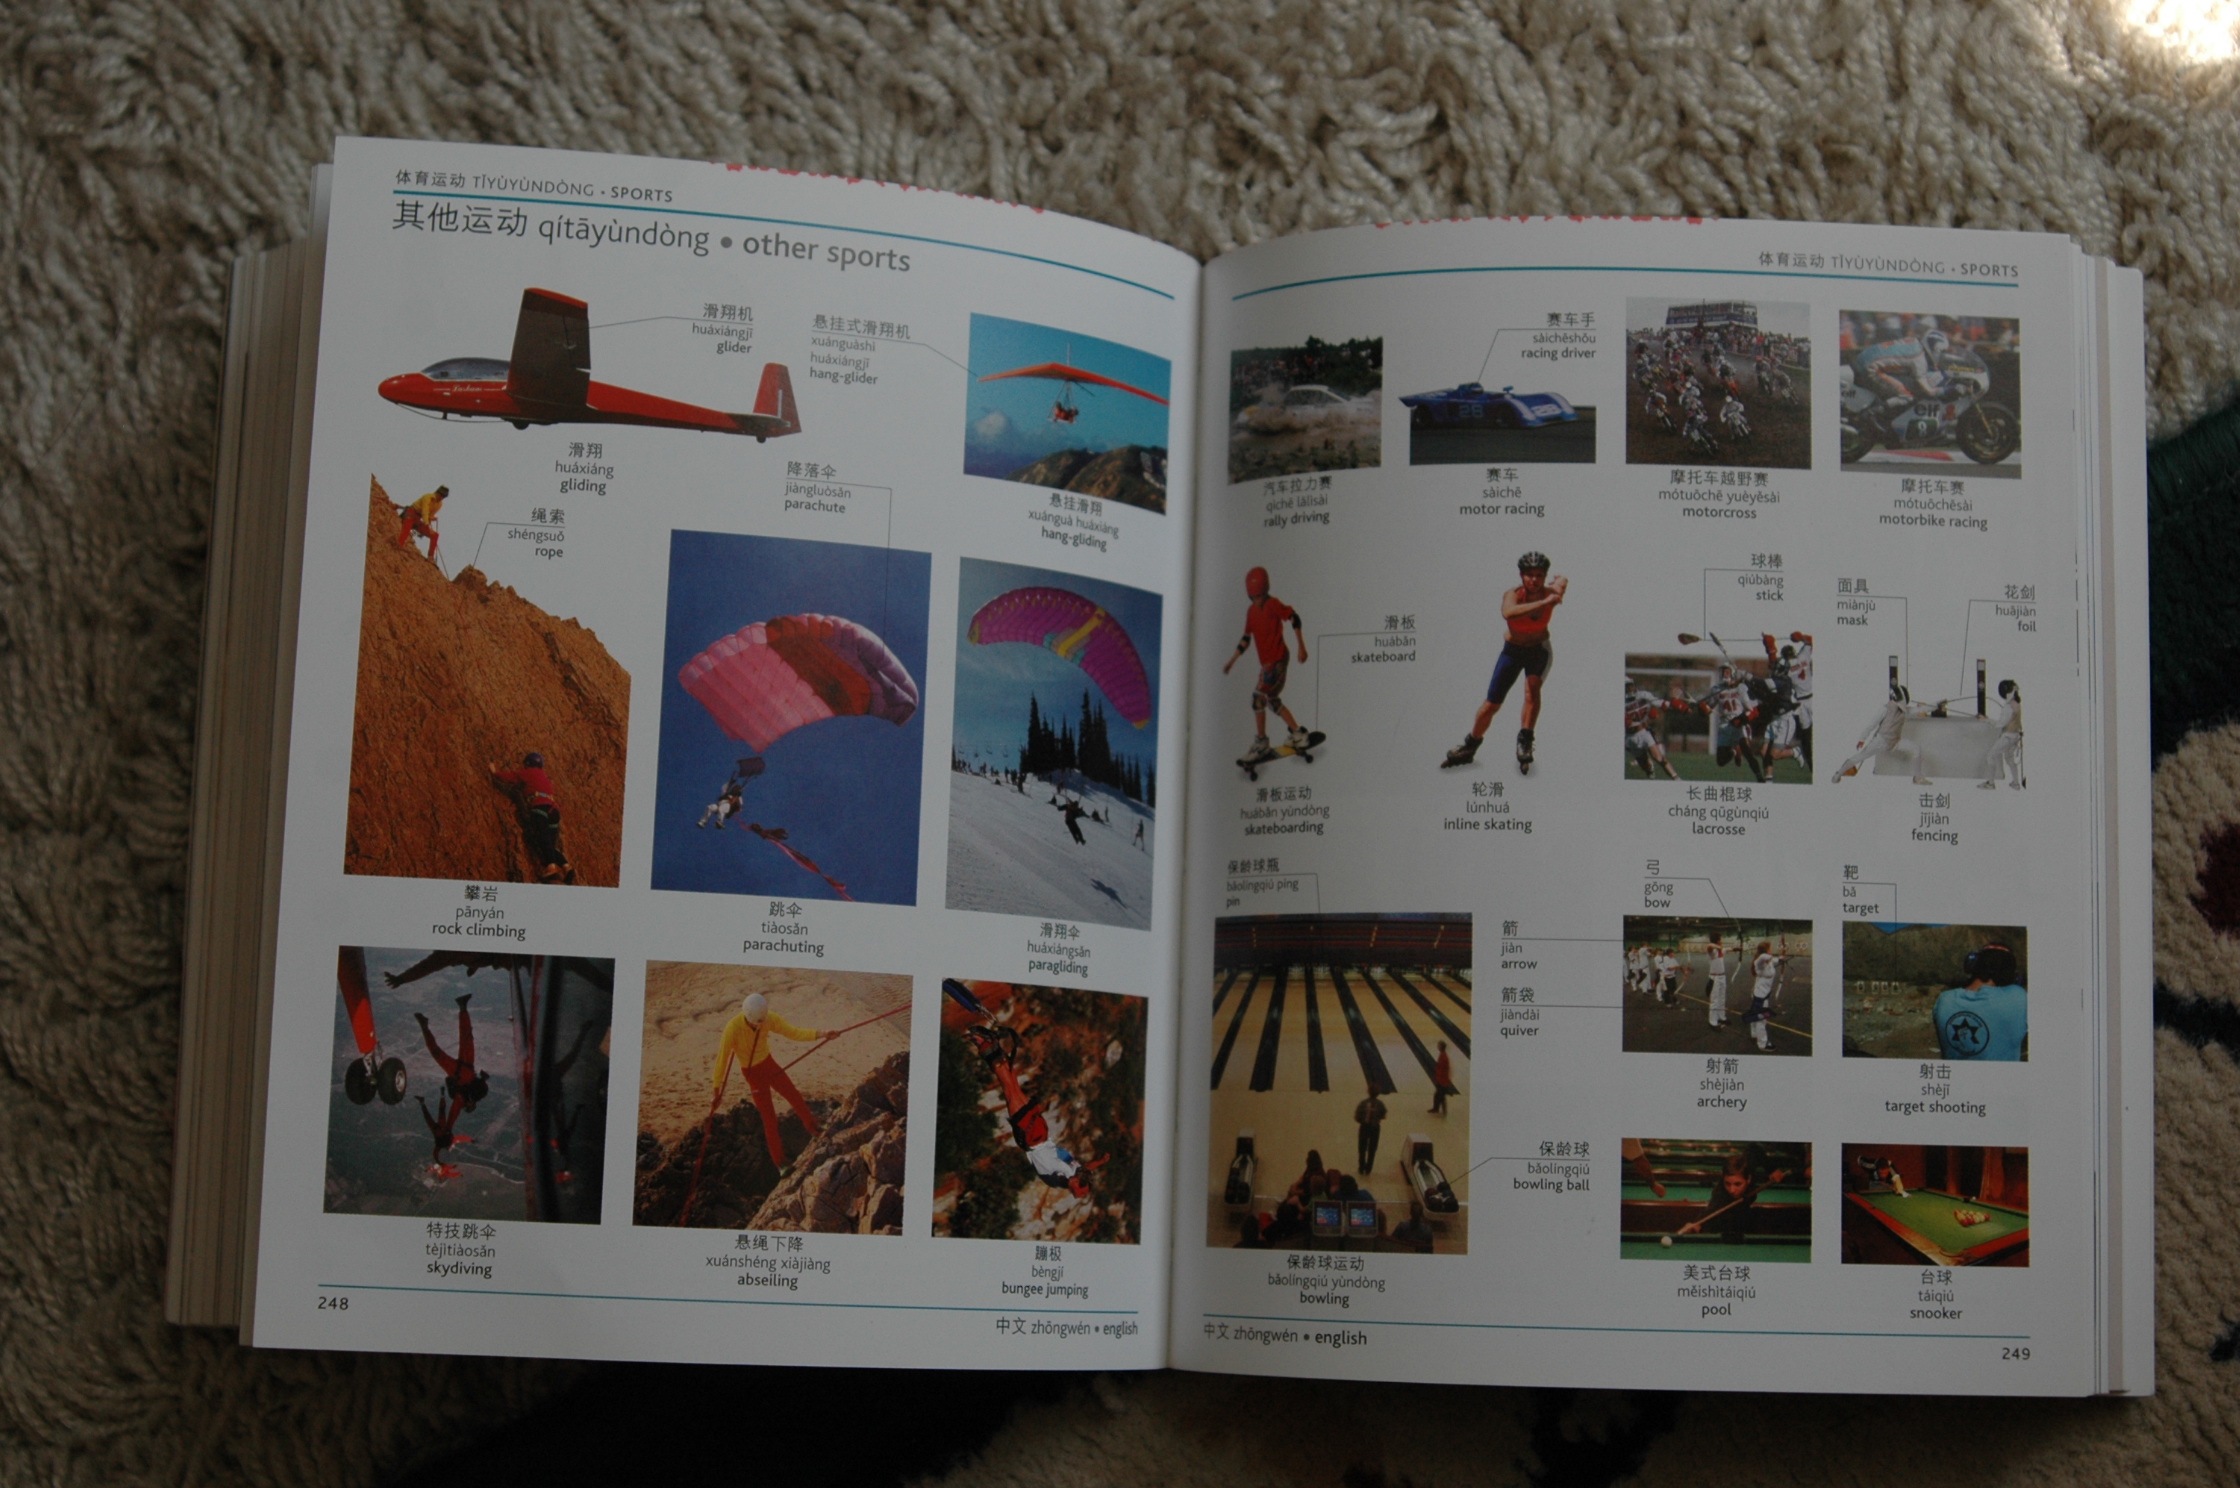 体育运动 TǏYÙYÙNDÒNG • SPORTS
其他运动 qítāyùndòng • other sports
滑翔机
huáxiángjī
glider
悬挂式滑翔机
xuánguàshì
huáxiángjī
hang-glider
滑翔
huáxiáng
gliding
悬挂滑翔
xuánguà huáxiáng
hang-gliding
绳索
shéngsuǒ
rope
降落伞
jiàngluòsǎn
parachute
攀岩
pānyán
rock climbing
跳伞
tiàosǎn
parachuting
滑翔伞
huáxiángsǎn
paragliding
特技跳伞
tèjìtiàosǎn
skydiving
悬绳下降
xuánshéng xiàjiàng
abseiling
蹦极
bèngjí
bungee jumping
248
中文 zhōngwén • english
体育运动 TǏYÙYÙNDÒNG • SPORTS
赛车手
sàichēshǒu
racing driver
汽车拉力赛
qìchē lālìsài
rally driving
赛车
sàichē
motor racing
28
摩托车越野赛
mótuōchē yuèyěsài
motorcross
摩托车赛
mótuōchēsài
motorbike racing
elf
滑板
huábǎn
skateboard
球棒
qiúbàng
stick
面具
miànjù
mask
花剑
huājiàn
foil
滑板运动
huábǎn yùndòng
skateboarding
轮滑
lúnhuá
inline skating
长曲棍球
cháng qūgùnqiú
lacrosse
击剑
jījiàn
fencing
保龄球瓶
bǎolíngqiú píng
pin
箭
jiàn
arrow
箭袋
jiàndài
quiver
弓
gōng
bow
靶
bǎ
target
射箭
shèjiàn
archery
射击
shèjī
target shooting
保龄球
bǎolíngqiú
bowling ball
保龄球运动
bǎolíngqiú yùndòng
bowling
美式台球
měishìtáiqiú
pool
台球
táiqiú
snooker
中文 zhōngwén • english
249